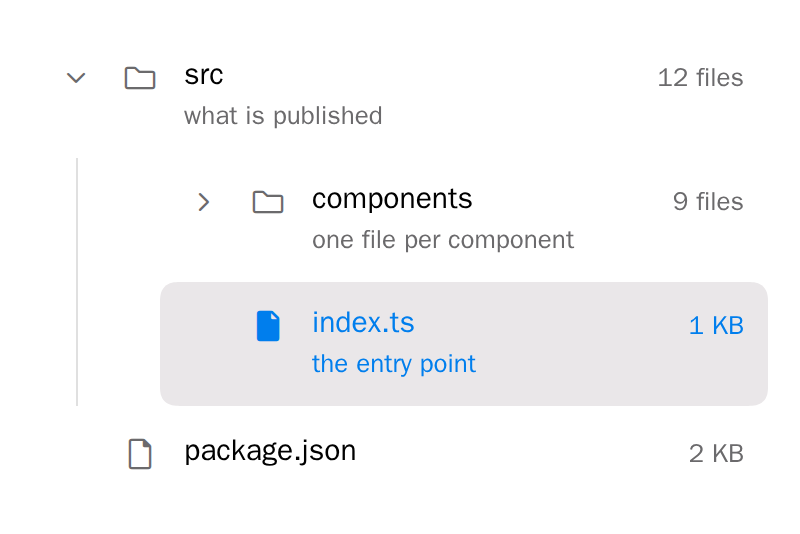 src 12 files
what is published
components 9 files
one file per component
index.ts 1 KB
the entry point
package.json 2 KB